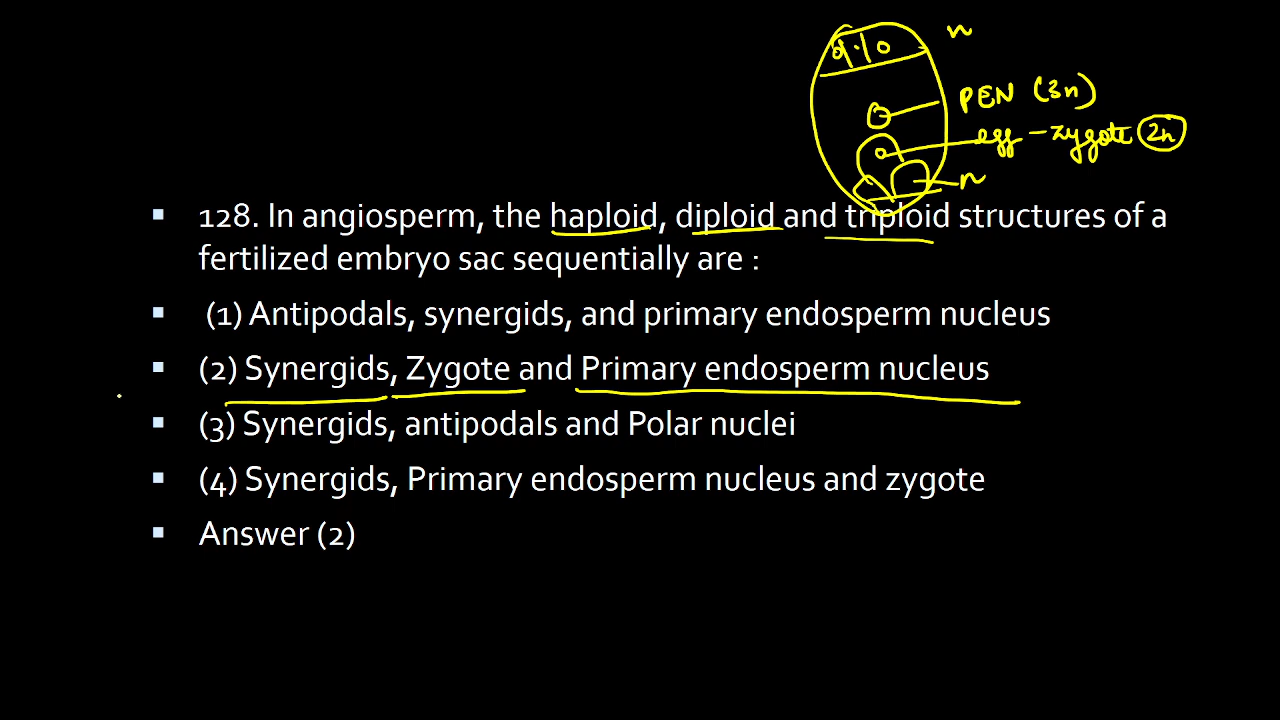 n
PEN (3n)
egg - zygote 2n
n
128. In angiosperm, the haploid, diploid and triploid structures of a
fertilized embryo sac sequentially are :
(1) Antipodals, synergids, and primary endosperm nucleus
(2) Synergids, Zygote and Primary endosperm nucleus
(3) Synergids, antipodals and Polar nuclei
(4) Synergids, Primary endosperm nucleus and zygote
Answer (2)